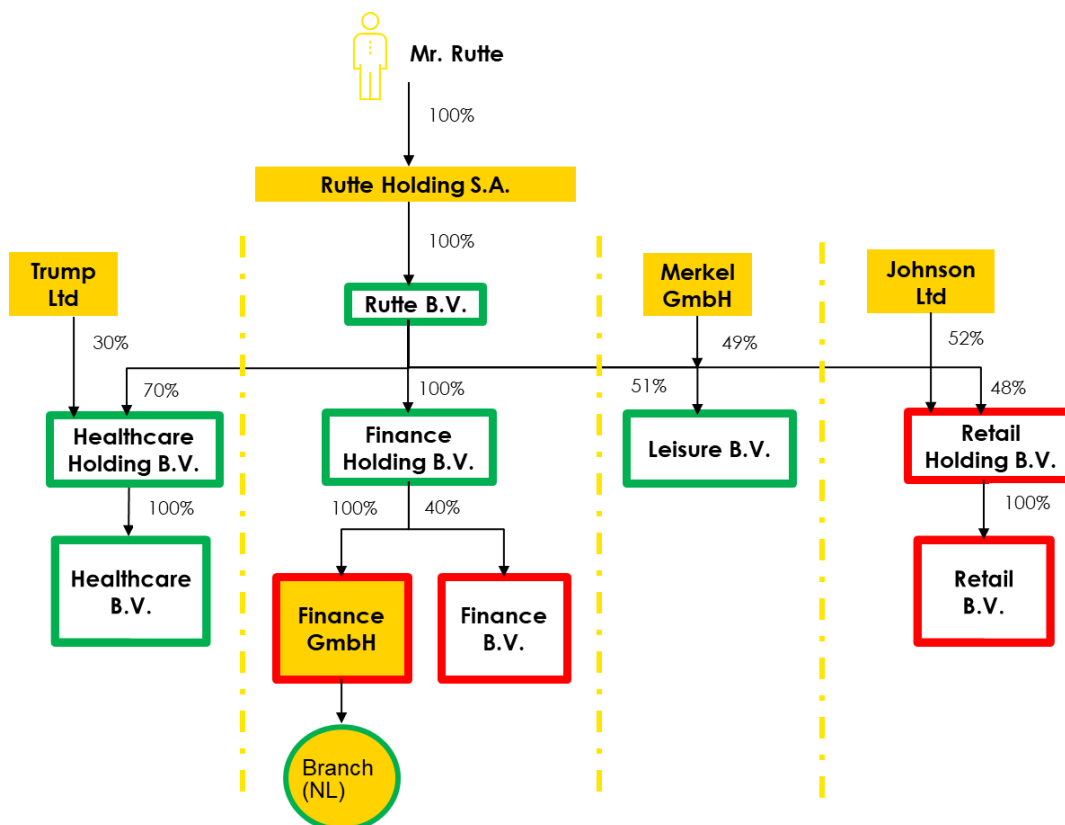 Mr. Rutte
100%
Rutte Holding S.A.
100%
Trump
Ltd
Merkel
GmbH
Johnson
Ltd
Rutte B.V.
30%
49%
52%
70%
100%
51%
48%
Healthcare
Holding B.V.
Finance
Holding B.V.
Leisure B.V.
Retail
Holding B.V.
100%
100%
40%
100%
Healthcare
B.V.
Finance
GmbH
Finance
B.V.
Retail
B.V.
Branch
(NL)